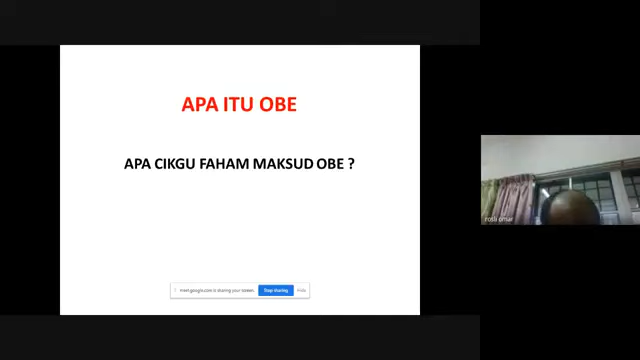 APA ITU OBE
APA CIKGU FAHAM MAKSUD OBE ?
meet.google.com is sharing your screen.
Stop sharing
Hide
rosli omar